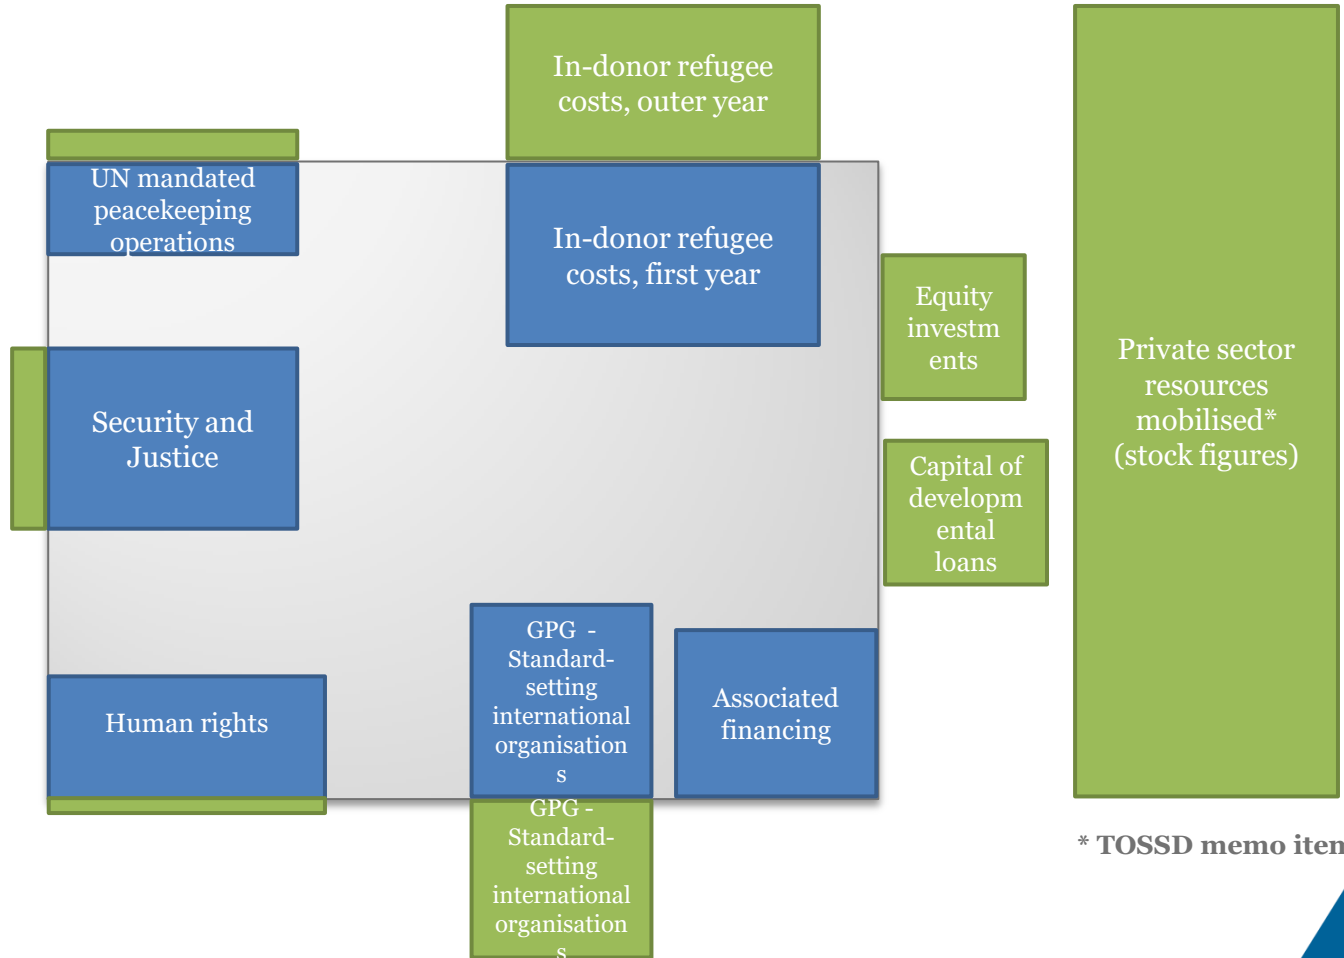 In-donor refugee
costs, outer year
UN mandated
peacekeeping
operations
In-donor refugee
costs, first year
Equity
investm
ents
Private sector
resources
mobilised*
(stock figures)
Security and
Justice
Capital of
developm
ental
loans
GPG -
Standard-
setting
international
organisation
s
Associated
financing
Human rights
GPG -
Standard-
setting
international
organisation
s
* TOSSD memo item